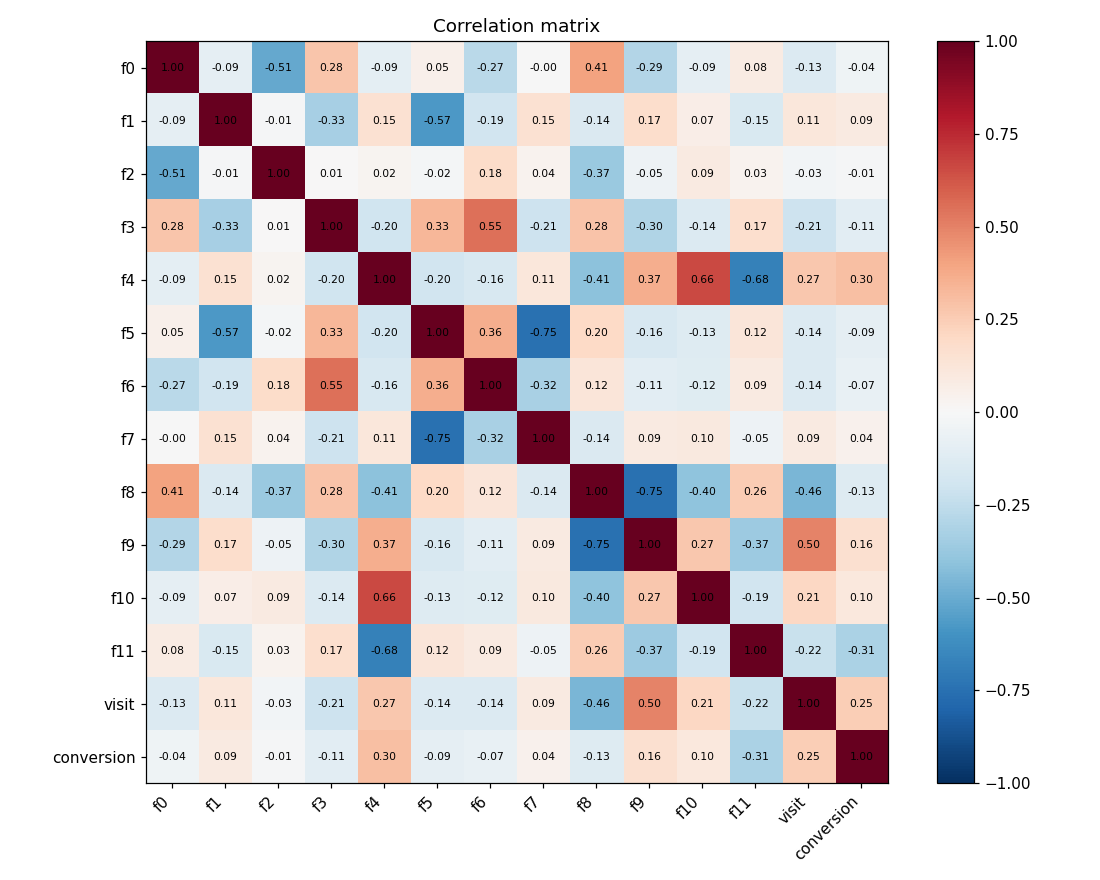 Correlation matrix
f0 1.00 -0.09 -0.51 0.28 -0.09 0.05 -0.27 -0.00 0.41 -0.29 -0.09 0.08 -0.13 -0.04
f1 -0.09 1.00 -0.01 -0.33 0.15 -0.57 -0.19 0.15 -0.14 0.17 0.07 -0.15 0.11 0.09
f2 -0.51 -0.01 1.00 0.01 0.02 -0.02 0.18 0.04 -0.37 -0.05 0.09 0.03 -0.03 -0.01
f3 0.28 -0.33 0.01 1.00 -0.20 0.33 0.55 -0.21 0.28 -0.30 -0.14 0.17 -0.21 -0.11
f4 -0.09 0.15 0.02 -0.20 1.00 -0.20 -0.16 0.11 -0.41 0.37 0.66 -0.68 0.27 0.30
f5 0.05 -0.57 -0.02 0.33 -0.20 1.00 0.36 -0.75 0.20 -0.16 -0.13 0.12 -0.14 -0.09
f6 -0.27 -0.19 0.18 0.55 -0.16 0.36 1.00 -0.32 0.12 -0.11 -0.12 0.09 -0.14 -0.07
f7 -0.00 0.15 0.04 -0.21 0.11 -0.75 -0.32 1.00 -0.14 0.09 0.10 -0.05 0.09 0.04
f8 0.41 -0.14 -0.37 0.28 -0.41 0.20 0.12 -0.14 1.00 -0.75 -0.40 0.26 -0.46 -0.13
f9 -0.29 0.17 -0.05 -0.30 0.37 -0.16 -0.11 0.09 -0.75 1.00 0.27 -0.37 0.50 0.16
f10 -0.09 0.07 0.09 -0.14 0.66 -0.13 -0.12 0.10 -0.40 0.27 1.00 -0.19 0.21 0.10
f11 0.08 -0.15 0.03 0.17 -0.68 0.12 0.09 -0.05 0.26 -0.37 -0.19 1.00 -0.22 -0.31
visit -0.13 0.11 -0.03 -0.21 0.27 -0.14 -0.14 0.09 -0.46 0.50 0.21 -0.22 1.00 0.25
conversion -0.04 0.09 -0.01 -0.11 0.30 -0.09 -0.07 0.04 -0.13 0.16 0.10 -0.31 0.25 1.00
f0 f1 f2 f3 f4 f5 f6 f7 f8 f9 f10 f11 visit conversion
1.00
0.75
0.50
0.25
0.00
−0.25
−0.50
−0.75
−1.00